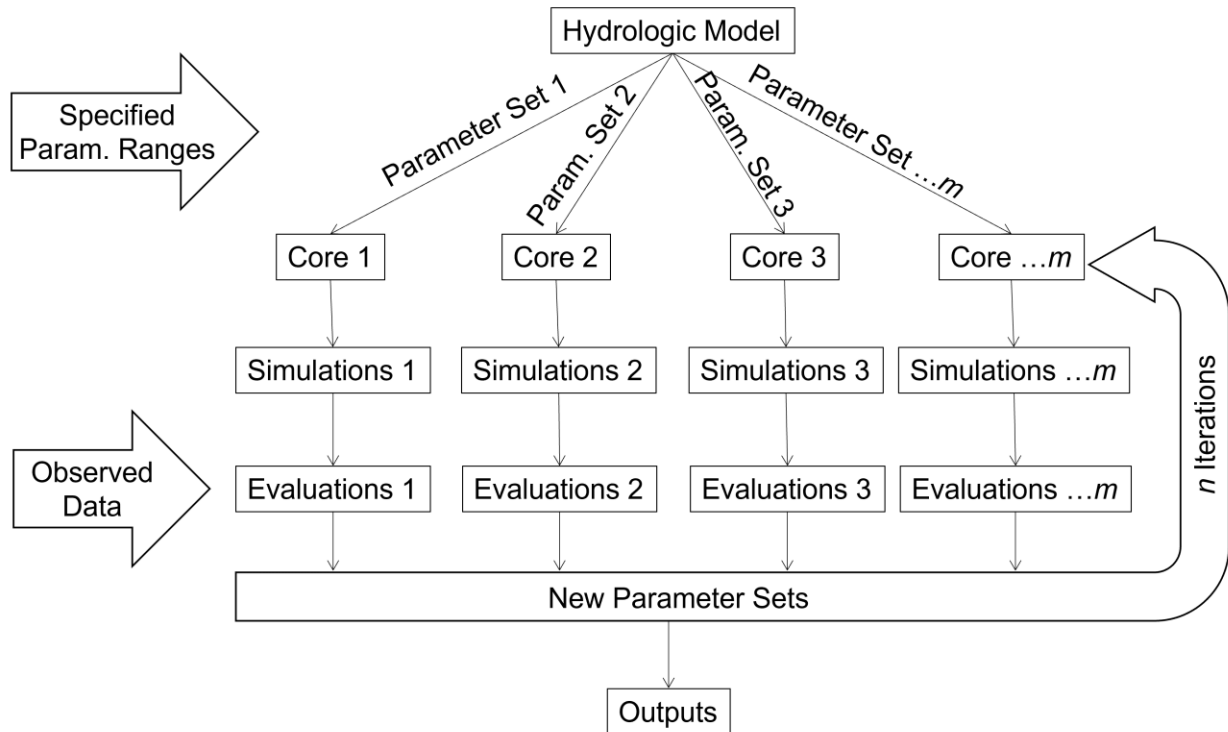 Hydrologic Model
Specified
Param. Ranges
Parameter Set 1
Param. Set 2
Param. Set 3
Parameter Set …m
Core 1
Core 2
Core 3
Core …m
Simulations 1
Simulations 2
Simulations 3
Simulations …m
n Iterations
Observed
Data
Evaluations 1
Evaluations 2
Evaluations 3
Evaluations …m
New Parameter Sets
Outputs